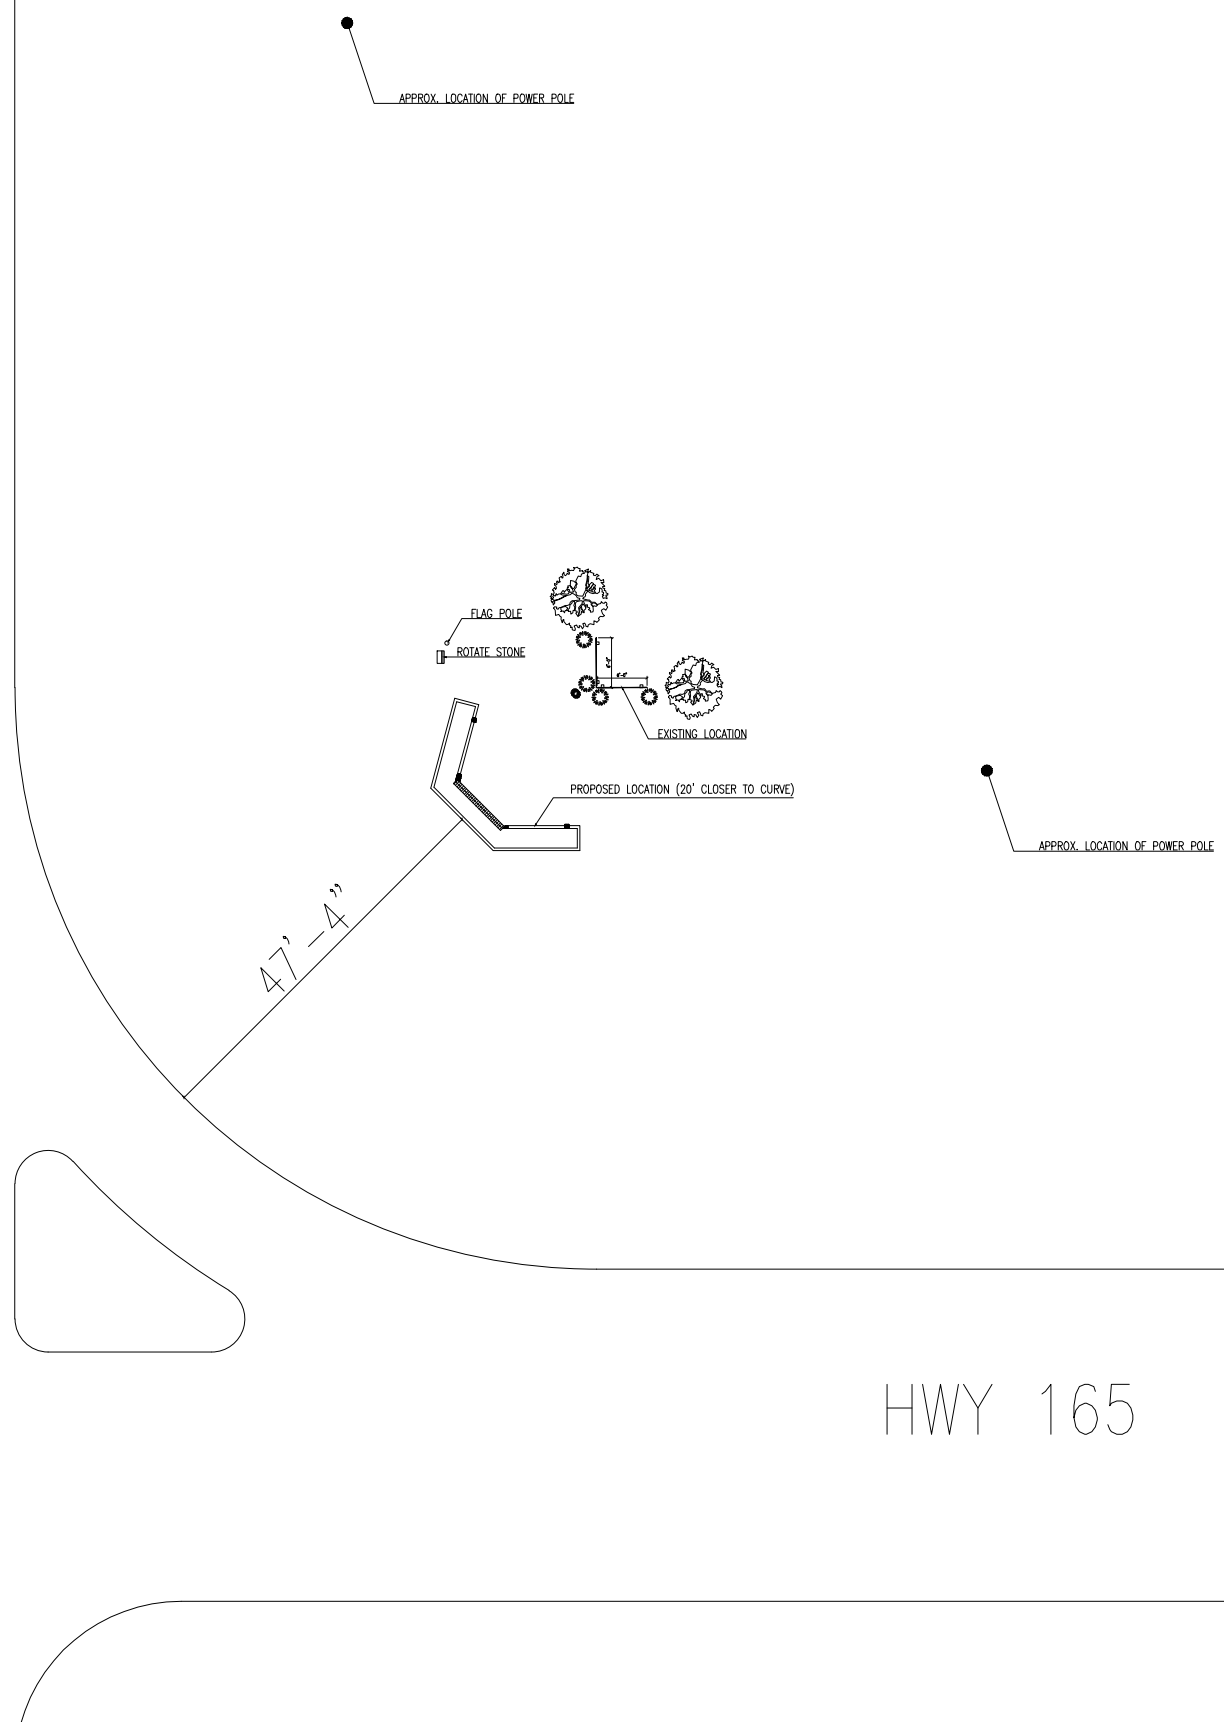 APPROX. LOCATION OF POWER POLE
FLAG POLE
ROTATE STONE
EXISTING LOCATION
PROPOSED LOCATION (20' CLOSER TO CURVE)
APPROX. LOCATION OF POWER POLE
47'-4"
HWY 165